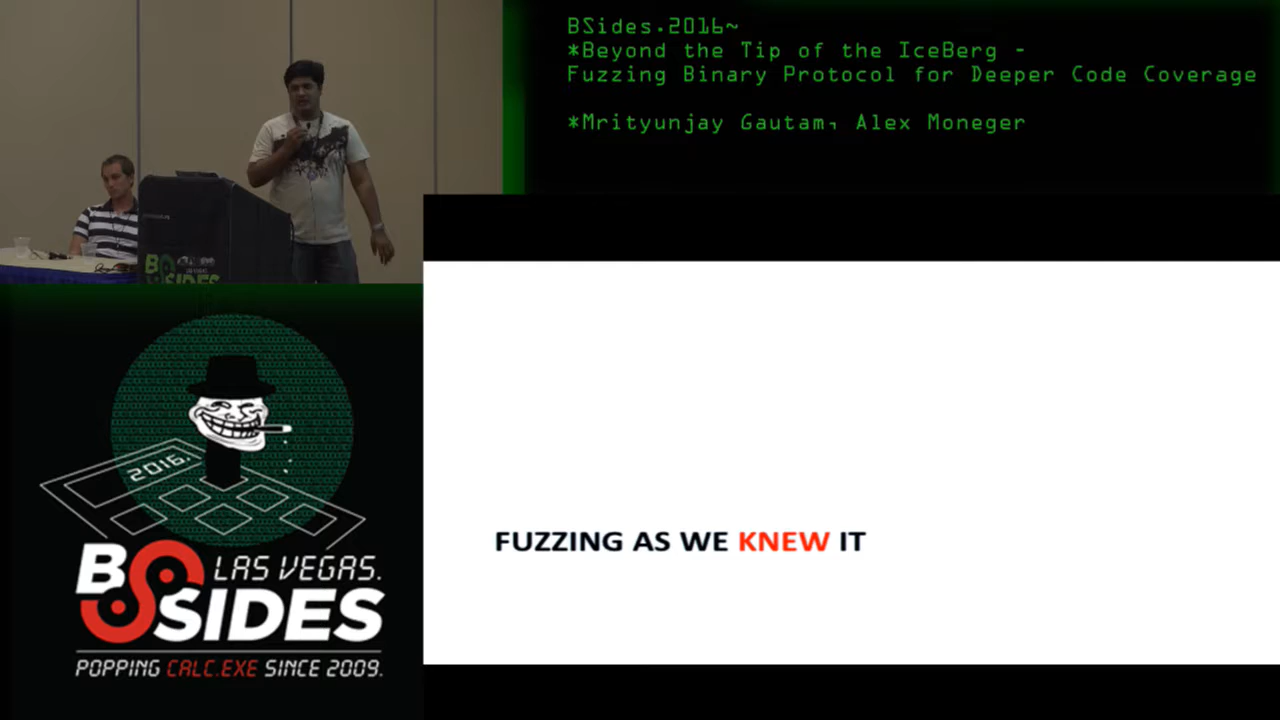 BSides.2016~
*Beyond the Tip of the IceBerg -
Fuzzing Binary Protocol for Deeper Code Coverage
*Mrityunjay Gautam, Alex Moneger
BSIDES
FUZZING AS WE KNEW IT
2016.
BSIDES
LAS VEGAS.
POPPING CALC.EXE SINCE 2009.